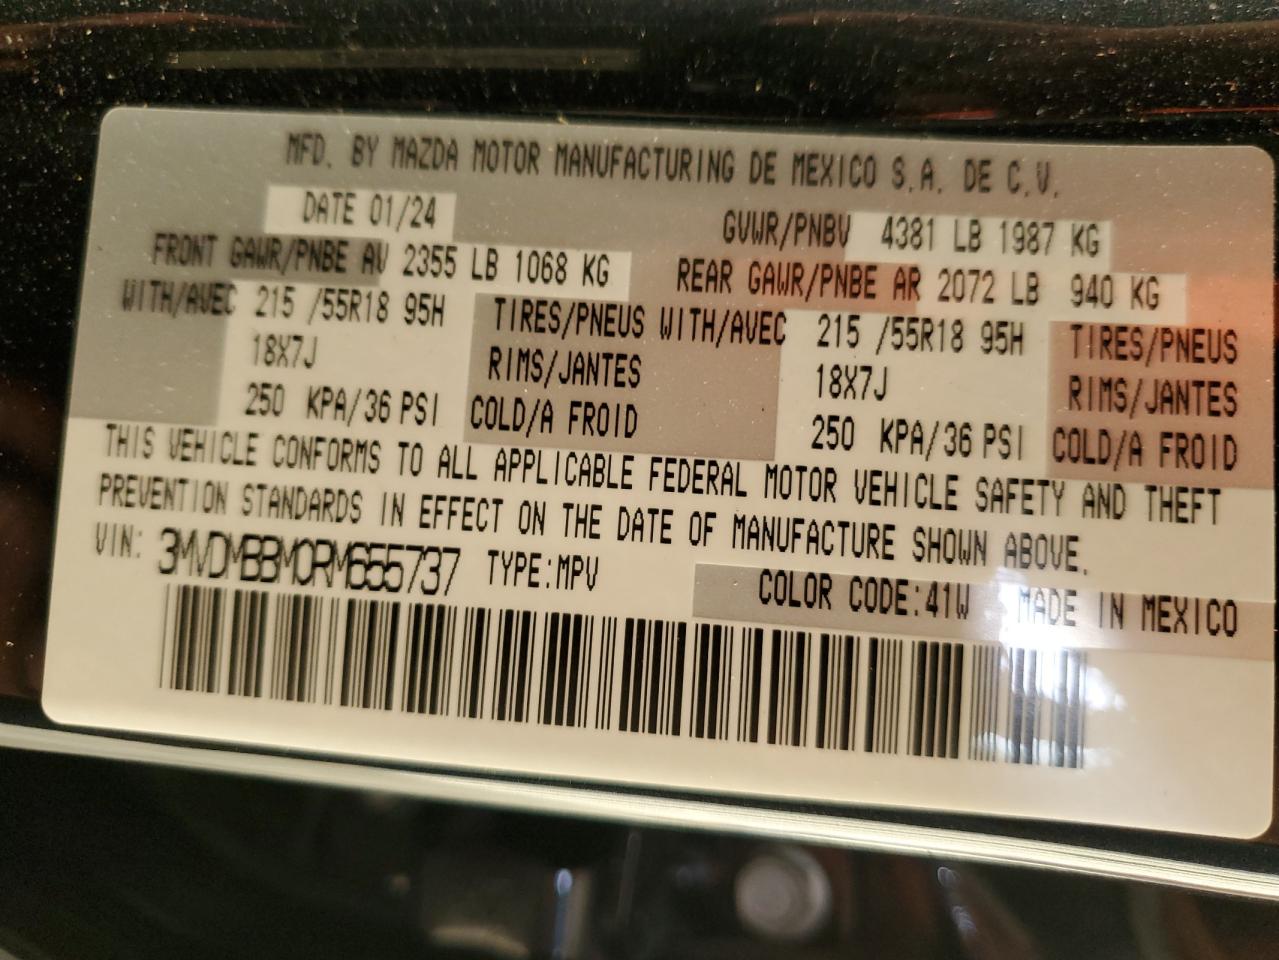 MFD. BY MAZDA MOTOR MANUFACTURING DE MEXICO S.A. DE C.V.
DATE 01/24 GVWR/PNBV 4381 LB 1987 KG
FRONT GAWR/PNBE AV 2355 LB 1068 KG REAR GAWR/PNBE AR 2072 LB 940 KG
WITH/AVEC 215 /55R18 95H TIRES/PNEUS WITH/AVEC 215 /55R18 95H TIRES/PNEUS
18X7J RIMS/JANTES 18X7J RIMS/JANTES
250 KPA/36 PSI COLD/A FROID 250 KPA/36 PSI COLD/A FROID
THIS VEHICLE CONFORMS TO ALL APPLICABLE FEDERAL MOTOR VEHICLE SAFETY AND THEFT
PREVENTION STANDARDS IN EFFECT ON THE DATE OF MANUFACTURE SHOWN ABOVE.
VIN: 3MVDMBBM0RM655737 TYPE:MPV COLOR CODE:41W MADE IN MEXICO